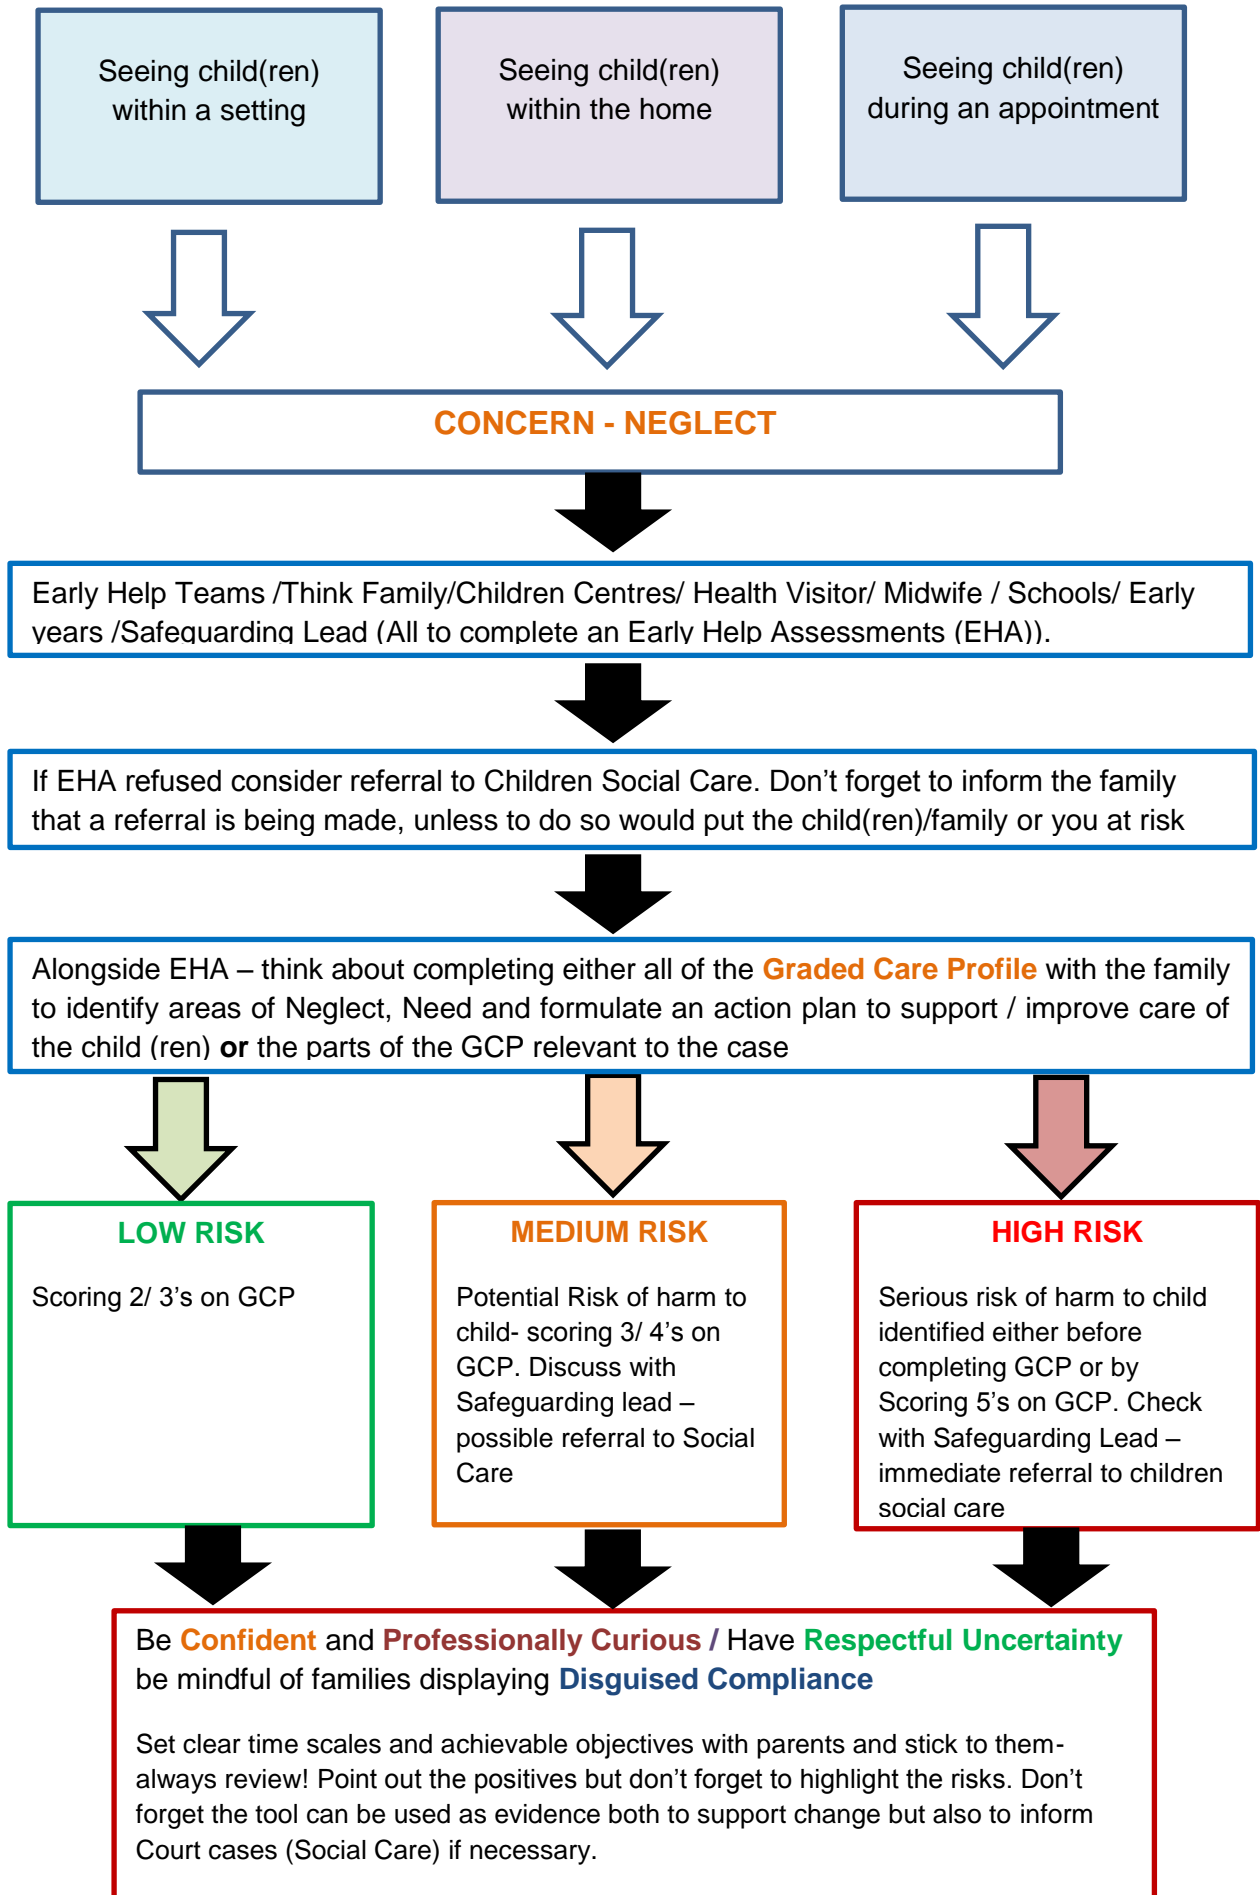 Seeing child(ren)
within a setting
Seeing child(ren)
within the home
Seeing child(ren)
during an appointment
CONCERN - NEGLECT
Early Help Teams /Think Family/Children Centres/ Health Visitor/ Midwife / Schools/ Early
years /Safeguarding Lead (All to complete an Early Help Assessments (EHA)).
If EHA refused consider referral to Children Social Care. Don’t forget to inform the family
that a referral is being made, unless to do so would put the child(ren)/family or you at risk
Alongside EHA – think about completing either all of the Graded Care Profile with the family
to identify areas of Neglect, Need and formulate an action plan to support / improve care of
the child (ren) or the parts of the GCP relevant to the case
LOW RISK
Scoring 2/ 3’s on GCP
MEDIUM RISK
Potential Risk of harm to
child- scoring 3/ 4’s on
GCP. Discuss with
Safeguarding lead –
possible referral to Social
Care
HIGH RISK
Serious risk of harm to child
identified either before
completing GCP or by
Scoring 5’s on GCP. Check
with Safeguarding Lead –
immediate referral to children
social care
Be Confident and Professionally Curious / Have Respectful Uncertainty
be mindful of families displaying Disguised Compliance
Set clear time scales and achievable objectives with parents and stick to them-
always review! Point out the positives but don’t forget to highlight the risks. Don’t
forget the tool can be used as evidence both to support change but also to inform
Court cases (Social Care) if necessary.